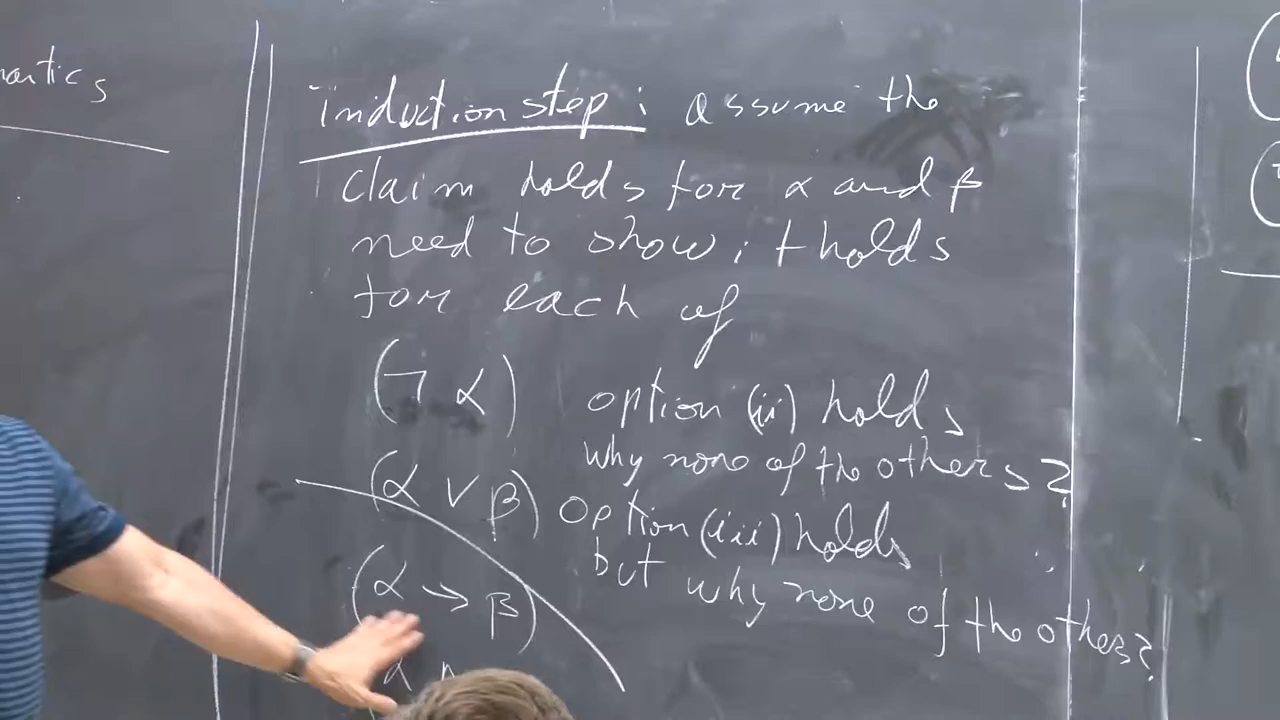 mantics
induction step : assume the
claim holds for α and β
need to show it holds
for each of
(¬ α) option (ii) holds
why none of the others?
(α ∨ β) option (iii) holds
but why none of the others?
(α → β)
α